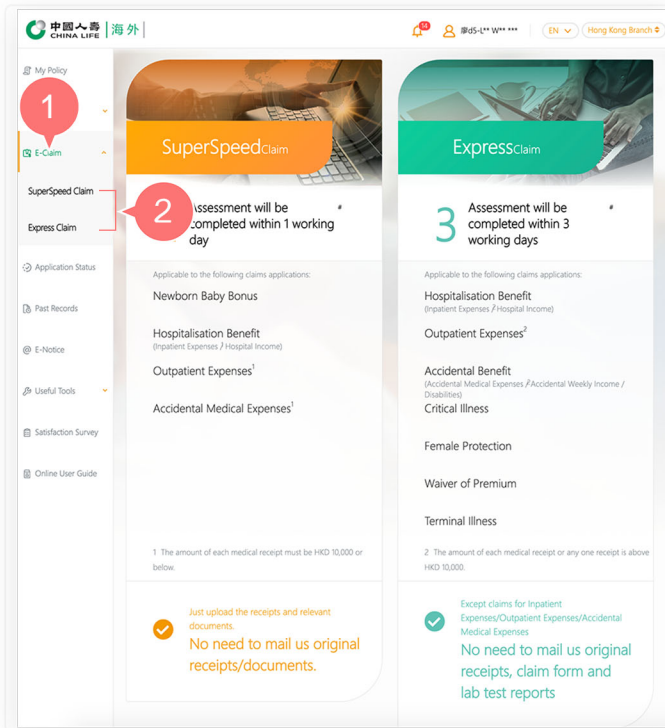 中國人壽
CHINA LIFE
海外
14
廖d5-L** W** ***
EN
Hong Kong Branch
My Policy
1
E-Claim
SuperSpeed Claim
Express Claim
2
Application Status
Past Records
E-Notice
Useful Tools
Satisfaction Survey
Online User Guide
SuperSpeedClaim
Assessment will be #
completed within 1 working
day
Applicable to the following claims applications:
Newborn Baby Bonus
Hospitalisation Benefit
(Inpatient Expenses / Hospital Income)
Outpatient Expenses1
Accidental Medical Expenses1
1 The amount of each medical receipt must be HKD 10,000 or
below.
Just upload the receipts and relevant
documents.
No need to mail us original
receipts/documents.
ExpressClaim
3
Assessment will be #
completed within 3
working days
Applicable to the following claims applications:
Hospitalisation Benefit
(Inpatient Expenses / Hospital Income)
Outpatient Expenses2
Accidental Benefit
(Accidental Medical Expenses / Accidental Weekly Income /
Disabilities)
Critical Illness
Female Protection
Waiver of Premium
Terminal Illness
2 The amount of each medical receipt or any one receipt is above
HKD 10,000.
Except claims for Inpatient
Expenses/Outpatient Expenses/Accidental
Medical Expenses
No need to mail us original
receipts, claim form and
lab test reports